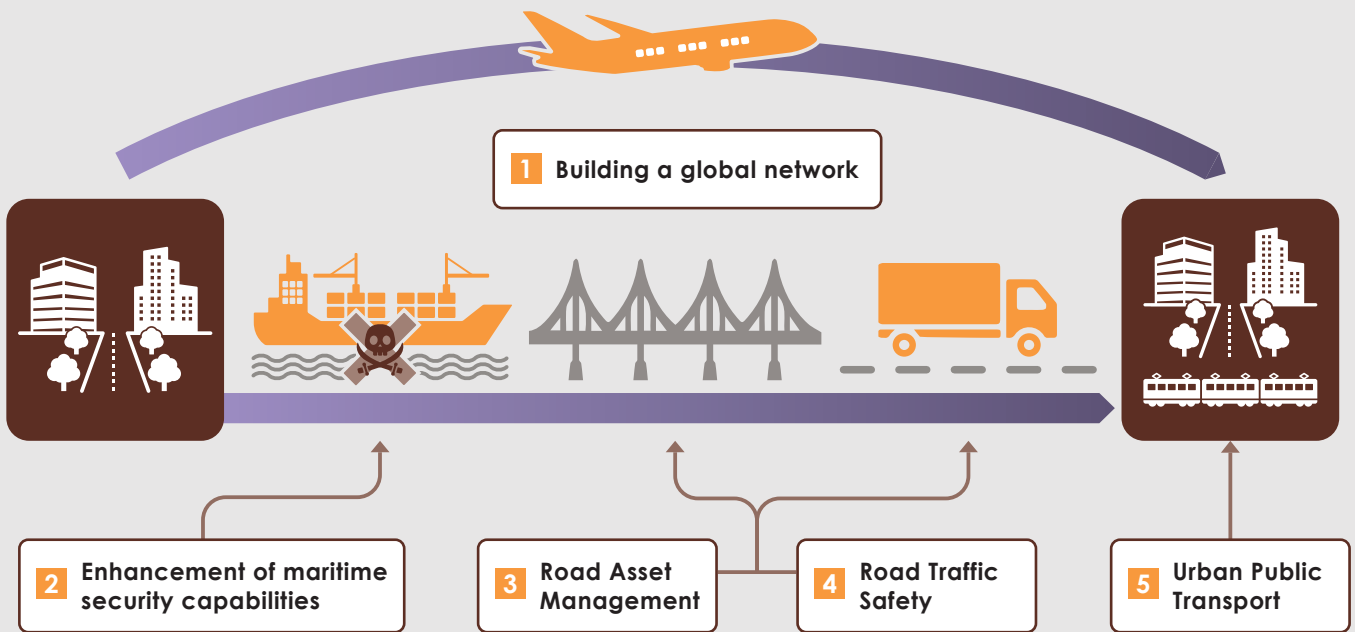 1 Building a global network
2 Enhancement of maritime
security capabilities
3 Road Asset
Management
4 Road Traffic
Safety
5 Urban Public
Transport